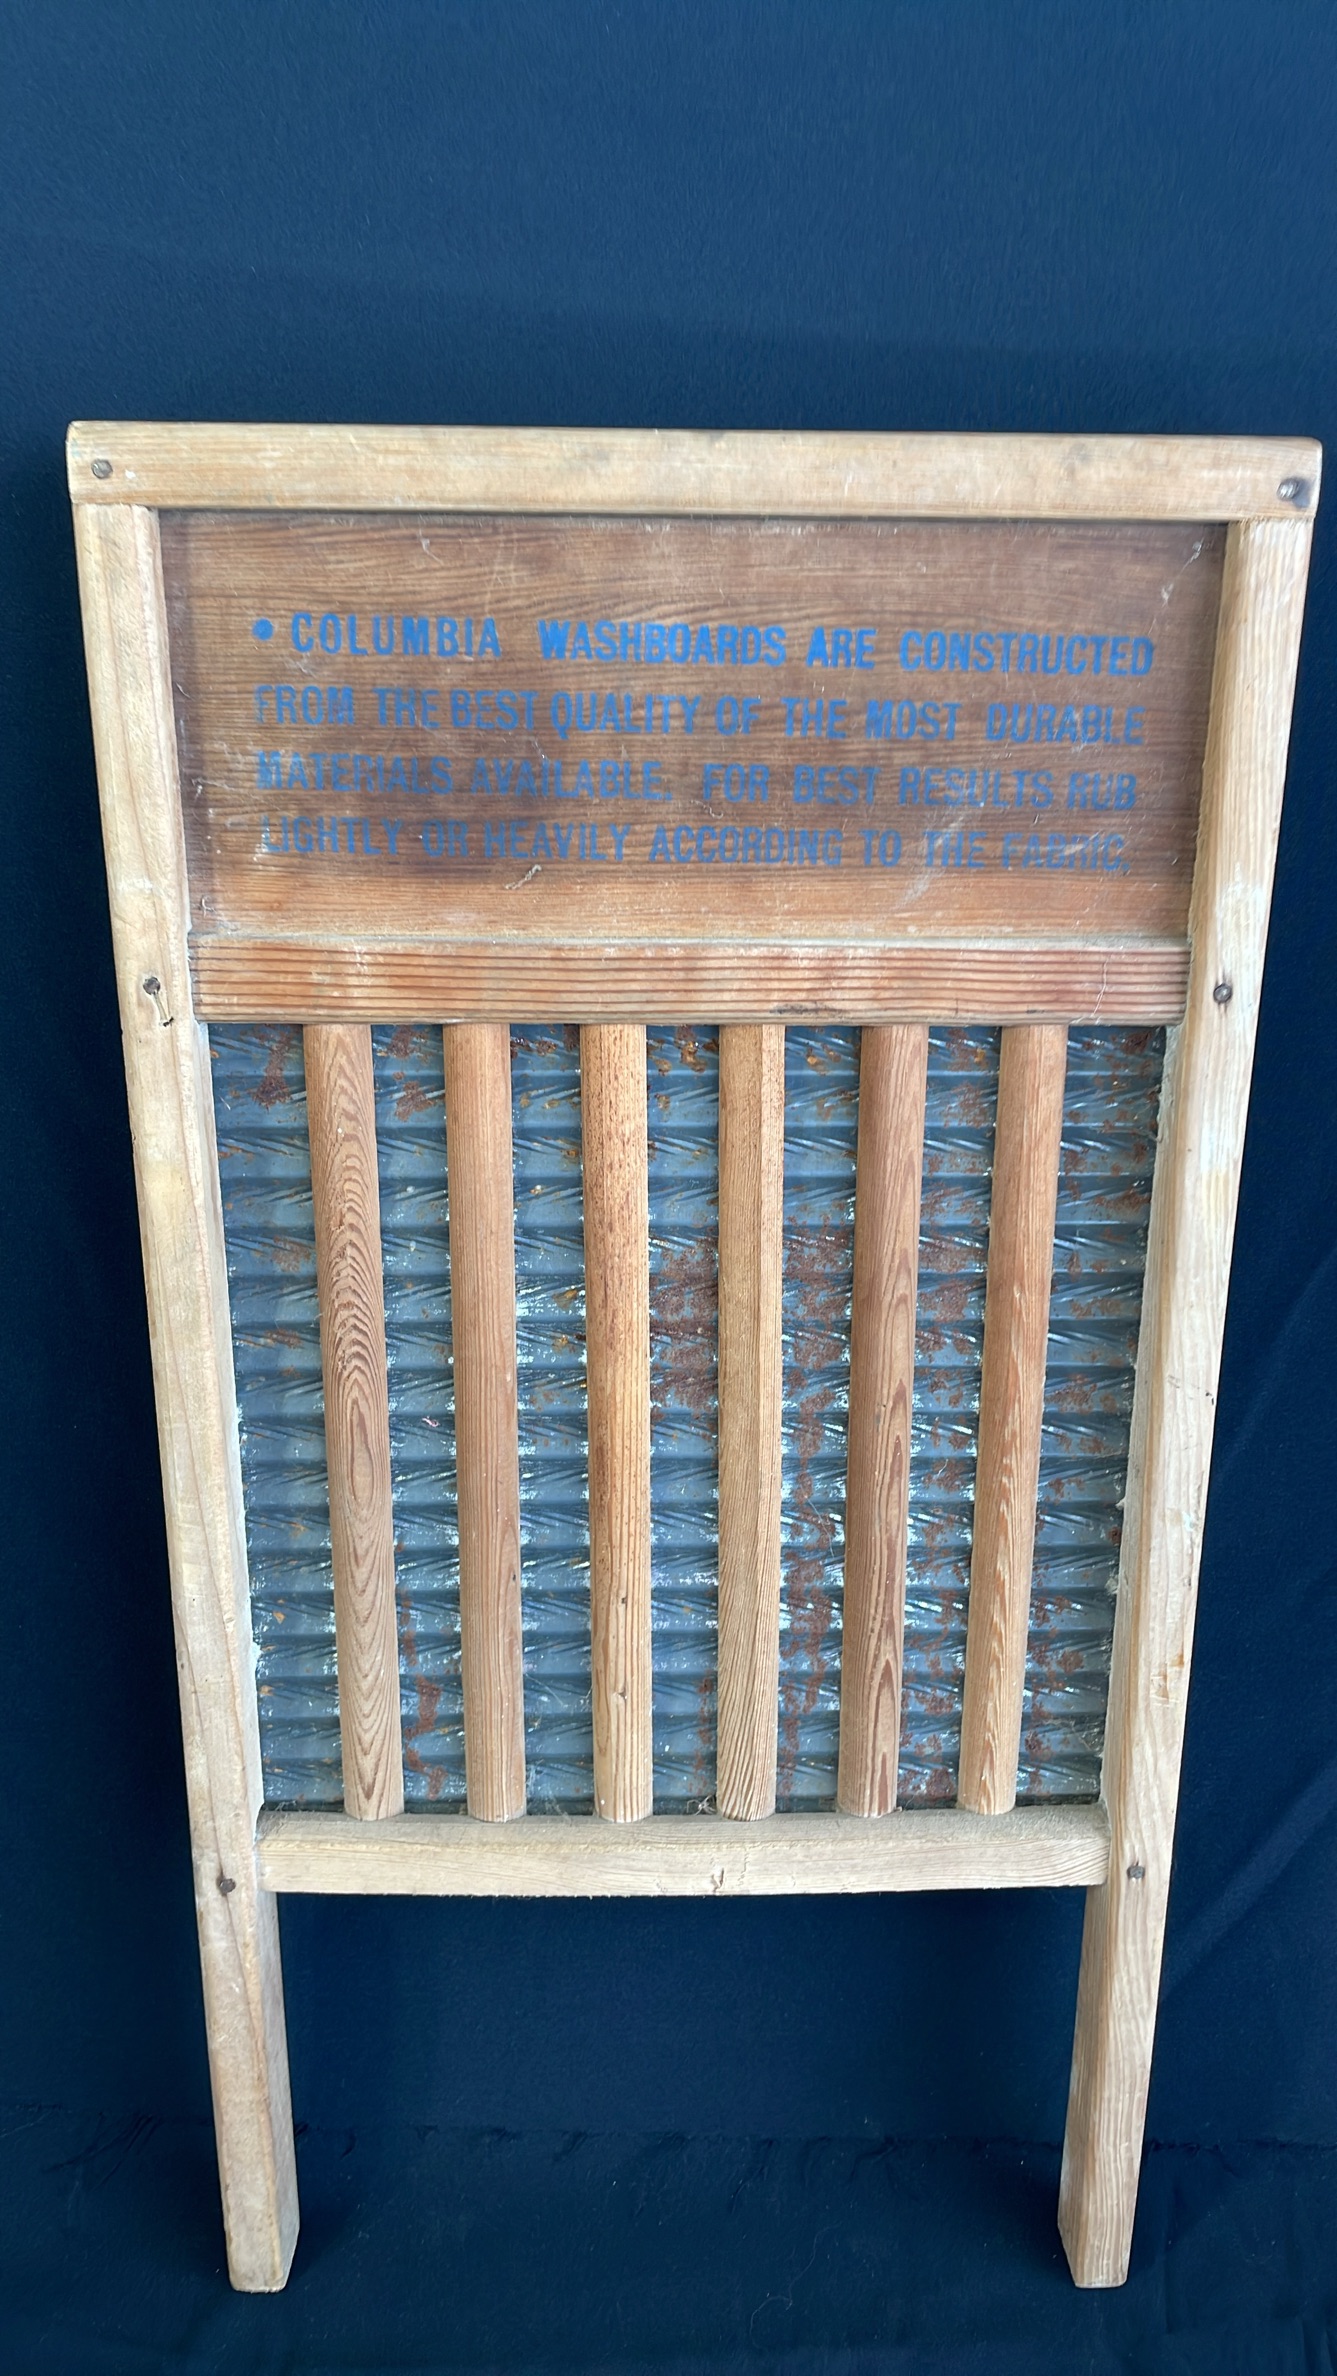 • COLUMBIA WASHBOARDS ARE CONSTRUCTED
FROM THE BEST QUALITY OF THE MOST DURABLE
MATERIALS AVAILABLE. FOR BEST RESULTS RUB
LIGHTLY OR HEAVILY ACCORDING TO THE FABRIC.